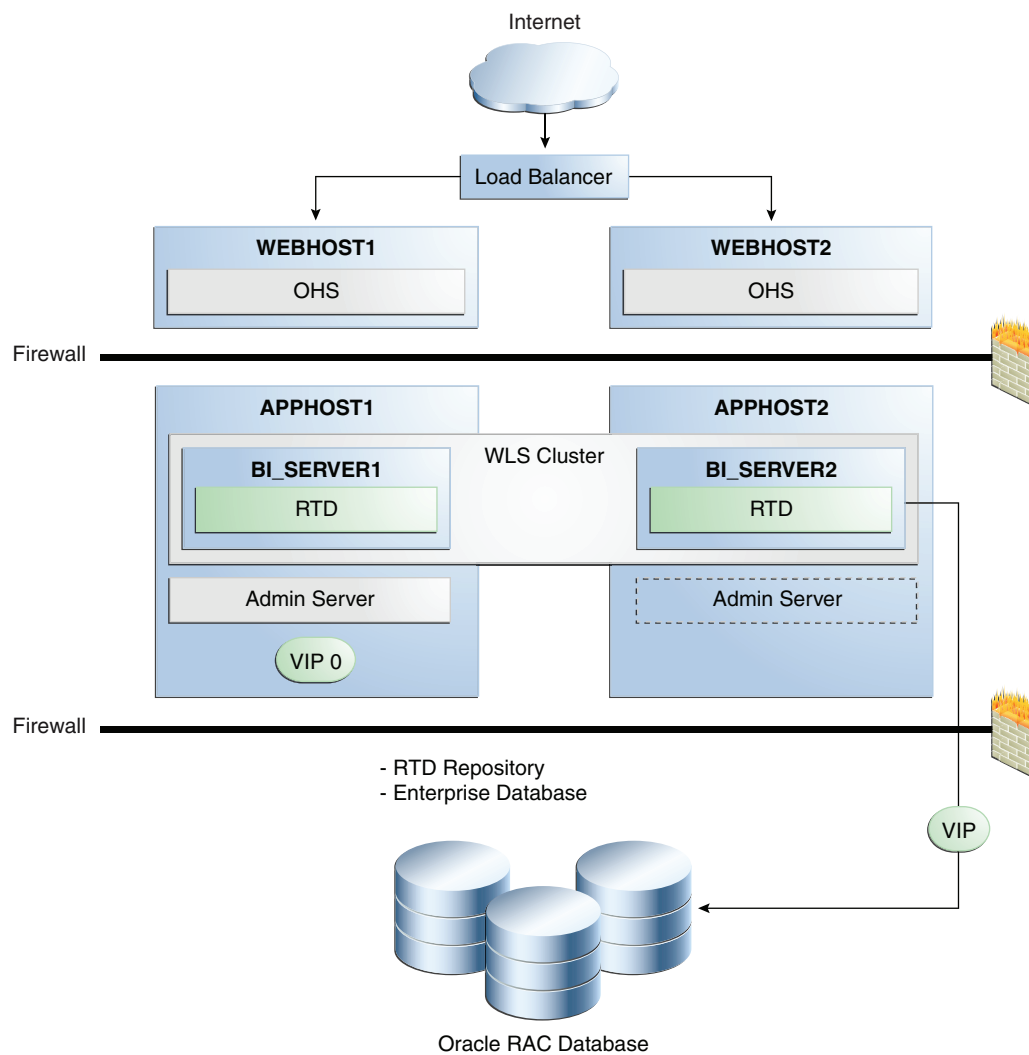 Internet
Load Balancer
WEBHOST1
OHS
WEBHOST2
OHS
Firewall
APPHOST1
APPHOST2
WLS Cluster
BI_SERVER1
RTD
BI_SERVER2
RTD
Admin Server
Admin Server
VIP 0
Firewall
- RTD Repository
- Enterprise Database
VIP
Oracle RAC Database